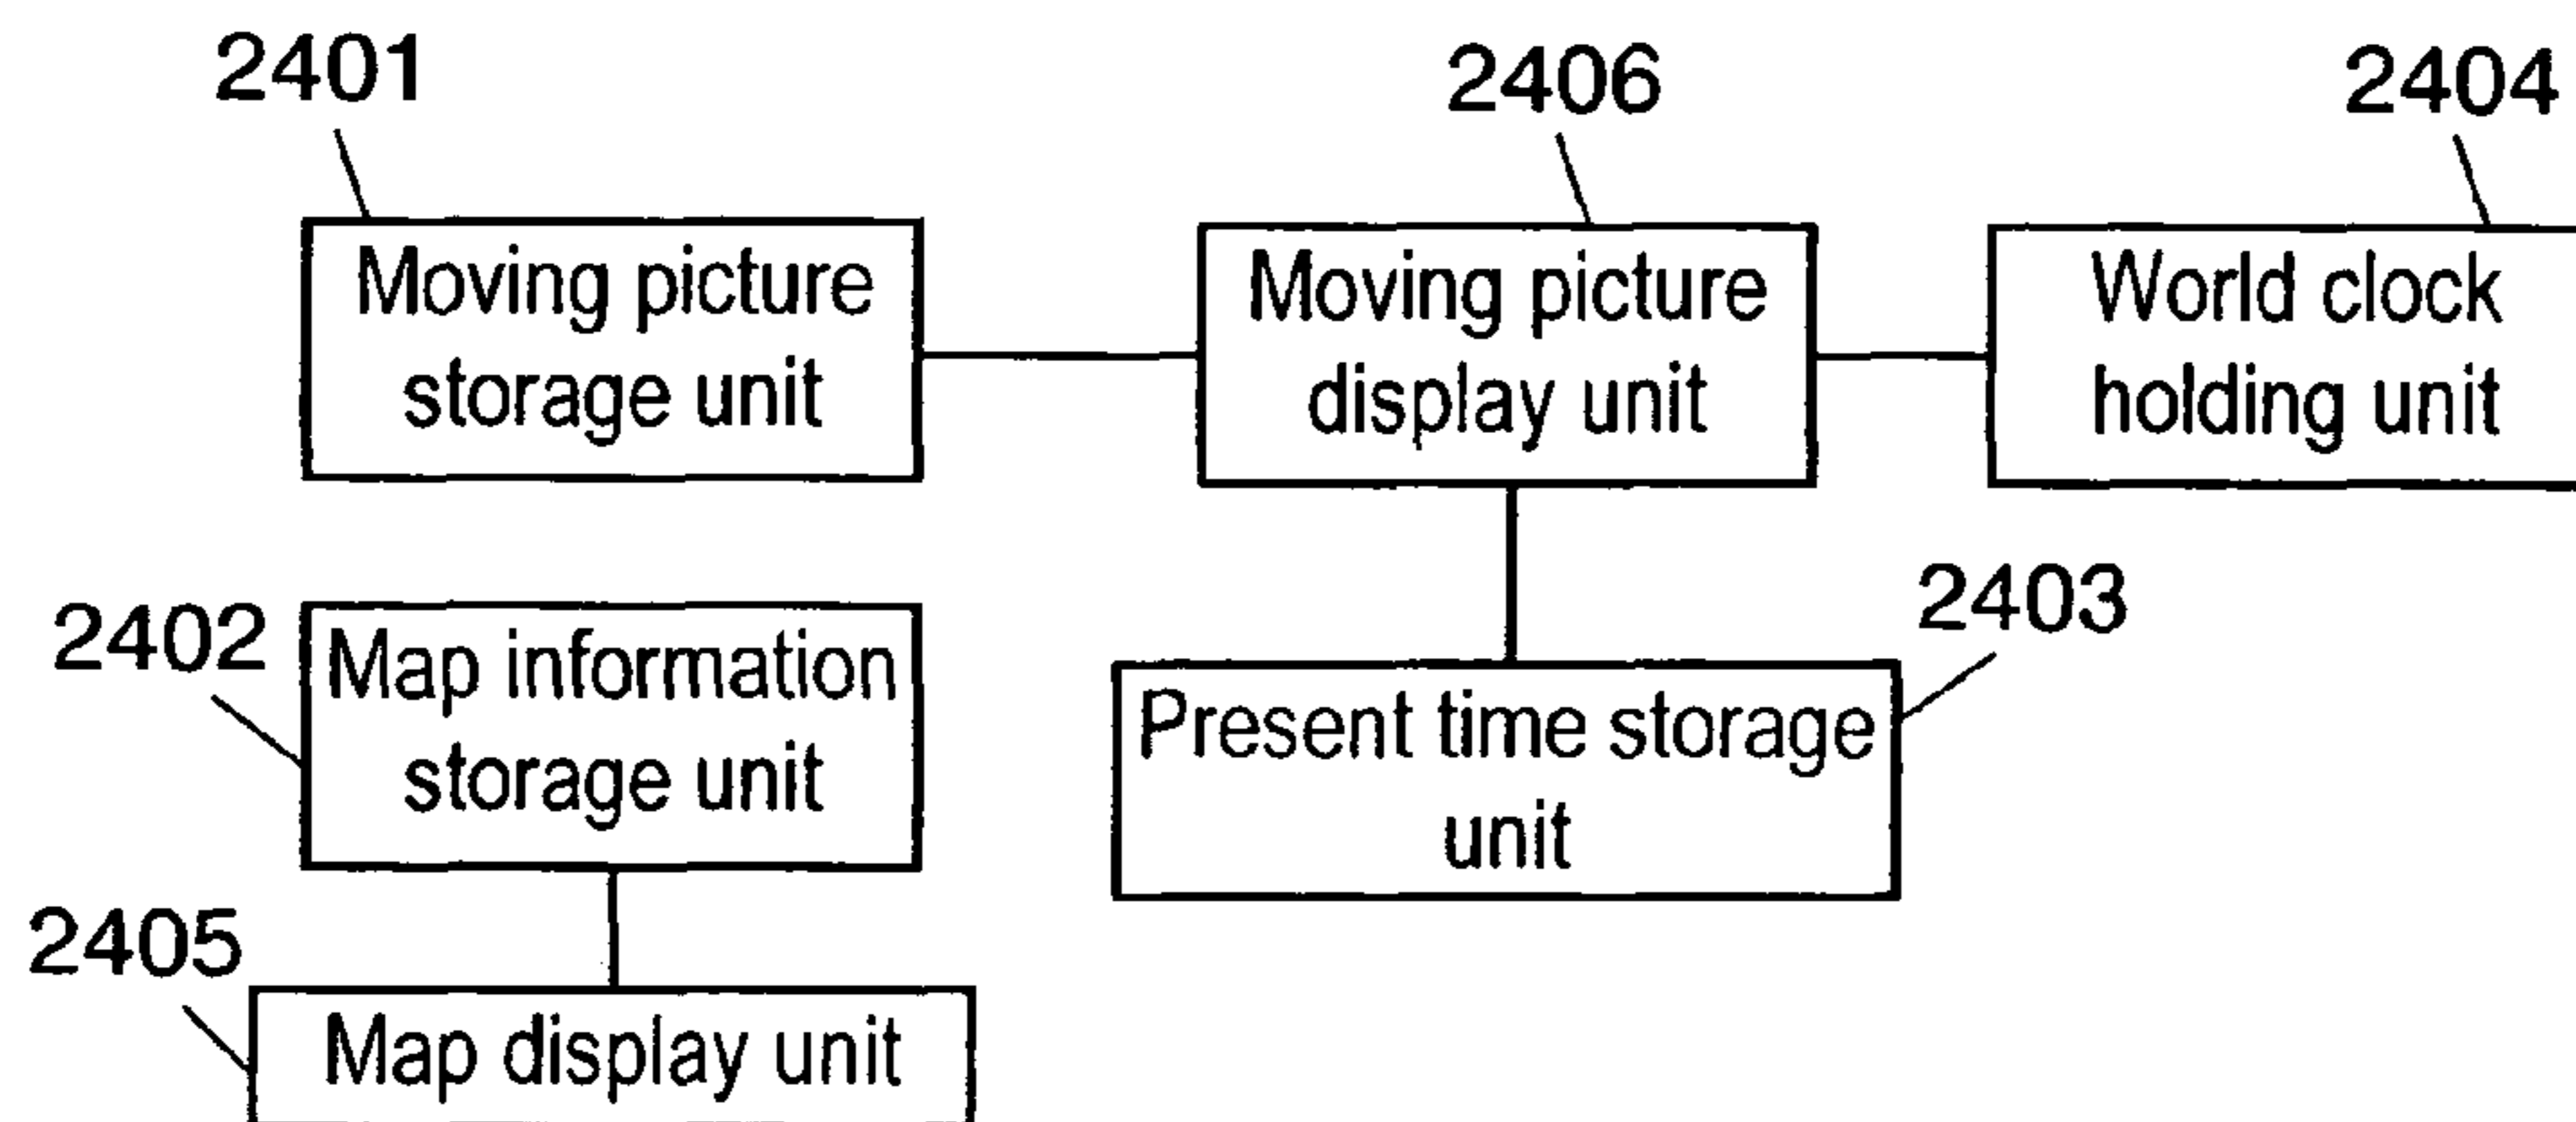 2401
Moving picture
storage unit
2406
Moving picture
display unit
2404
World clock
holding unit
2402
Map information
storage unit
2403
Present time storage
unit
2405
Map display unit